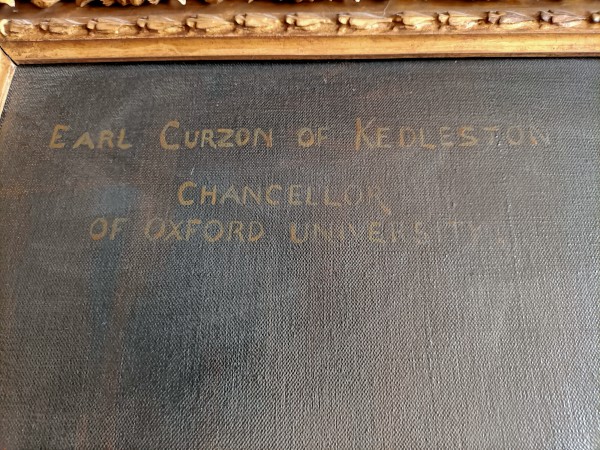 EARL CURZON OF KEDLESTON
CHANCELLOR
OF OXFORD UNIVERSITY